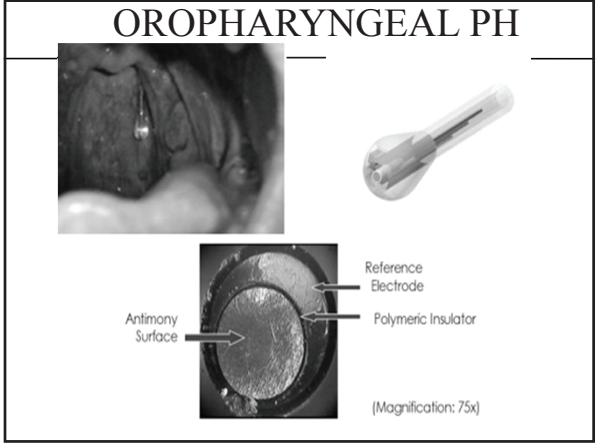 OROPHARYNGEAL PH
Reference
Electrode
Antimony
Surface
Polymeric Insulator
(Magnification: 75x)